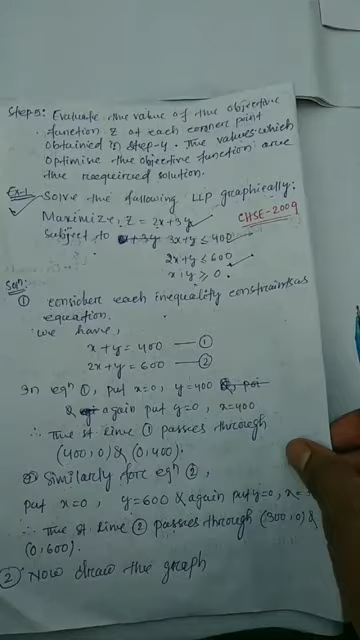 Step-5: Evaluate the value of the objective
function Z of each corner point
obtained in step-4. The values which
optimise the objective function are
the required solution.
Ex-1 Solve the following LLP graphically:
Maximize, Z = 2x+3y
CHSE-2009
Subject to 3x+y ≤ 400
2x+y ≤ 600
x,y ≥ 0.
Soln:
① consider each inequality constraints as
equation.
we have,
x+y = 400 — ①
2x+y = 600 — ②
In eqn ①, put x=0, y=400
& again put y=0, x=400
∴ The st. line ① passes through
(400,0) & (0,400).
Similarly forc eqn ②,
put x=0, y=600 & again put y=0, x=
∴ The st. line ② passes through (300,0) &
(0,600).
② Now draw the graph